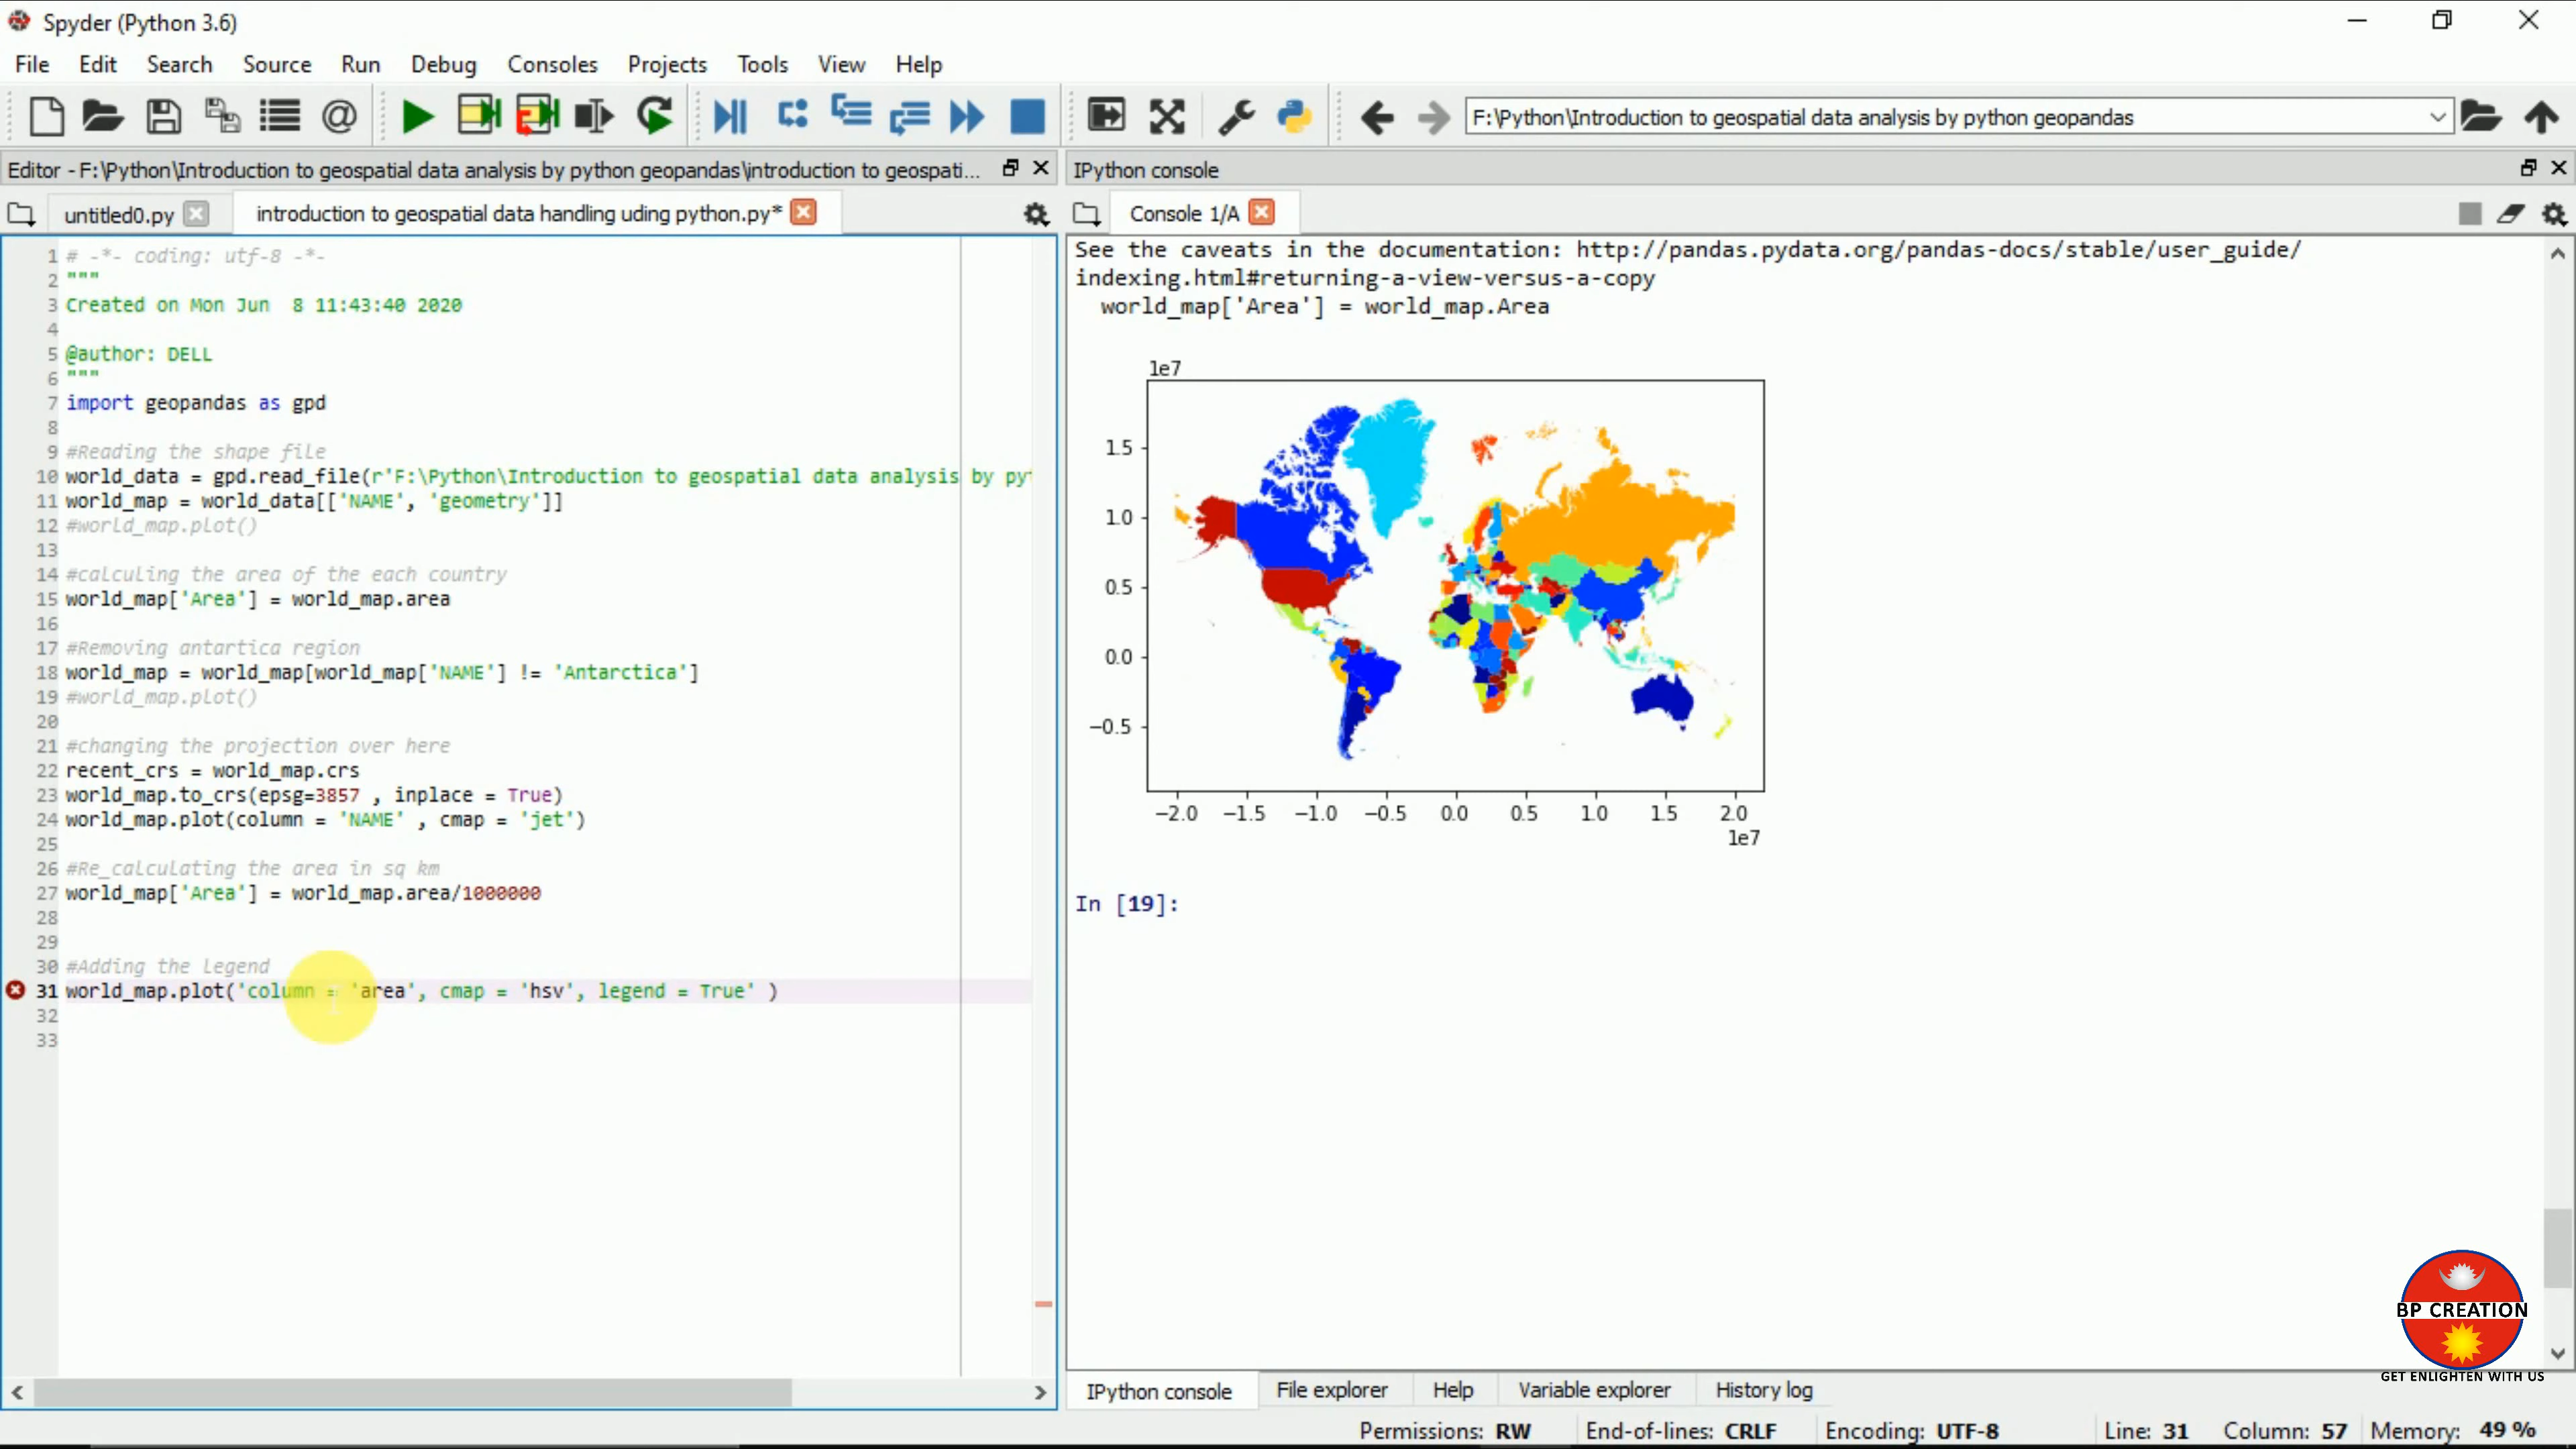 Spyder (Python 3.6)
File Edit Search Source Run Debug Consoles Projects Tools View Help
F:\Python\Introduction to geospatial data analysis by python geopandas
Editor - F:\Python\Introduction to geospatial data analysis by python geopandas\introduction to geospati...
IPython console
untitled0.py
introduction to geospatial data handling uding python.py*
Console 1/A
1 # -*- coding: utf-8 -*-
2 """
3 Created on Mon Jun  8 11:43:40 2020
4
5 @author: DELL
6 """
7 import geopandas as gpd
8
9 #Reading the shape file
10 world_data = gpd.read_file(r'F:\Python\Introduction to geospatial data analysis by py
11 world_map = world_data[['NAME', 'geometry']]
12 #world_map.plot()
13
14 #calculing the area of the each country
15 world_map['Area'] = world_map.area
16
17 #Removing antartica region
18 world_map = world_map[world_map['NAME'] != 'Antarctica']
19 #world_map.plot()
20
21 #changing the projection over here
22 recent_crs = world_map.crs
23 world_map.to_crs(epsg=3857 , inplace = True)
24 world_map.plot(column = 'NAME' , cmap = 'jet')
25
26 #Re_calculating the area in sq km
27 world_map['Area'] = world_map.area/1000000
28
29
30 #Adding the Legend
31 world_map.plot('column = 'area', cmap = 'hsv', legend = True' )
32
33
See the caveats in the documentation: http://pandas.pydata.org/pandas-docs/stable/user_guide/
indexing.html#returning-a-view-versus-a-copy
world_map['Area'] = world_map.Area
1e7
1.5
1.0
0.5
0.0
−0.5
−2.0 −1.5 −1.0 −0.5 0.0 0.5 1.0 1.5 2.0
1e7
In [19]:
BP CREATION
GET ENLIGHTEN WITH US
IPython console File explorer Help Variable explorer History log
Permissions: RW End-of-lines: CRLF Encoding: UTF-8 Line: 31 Column: 57 Memory: 49 %